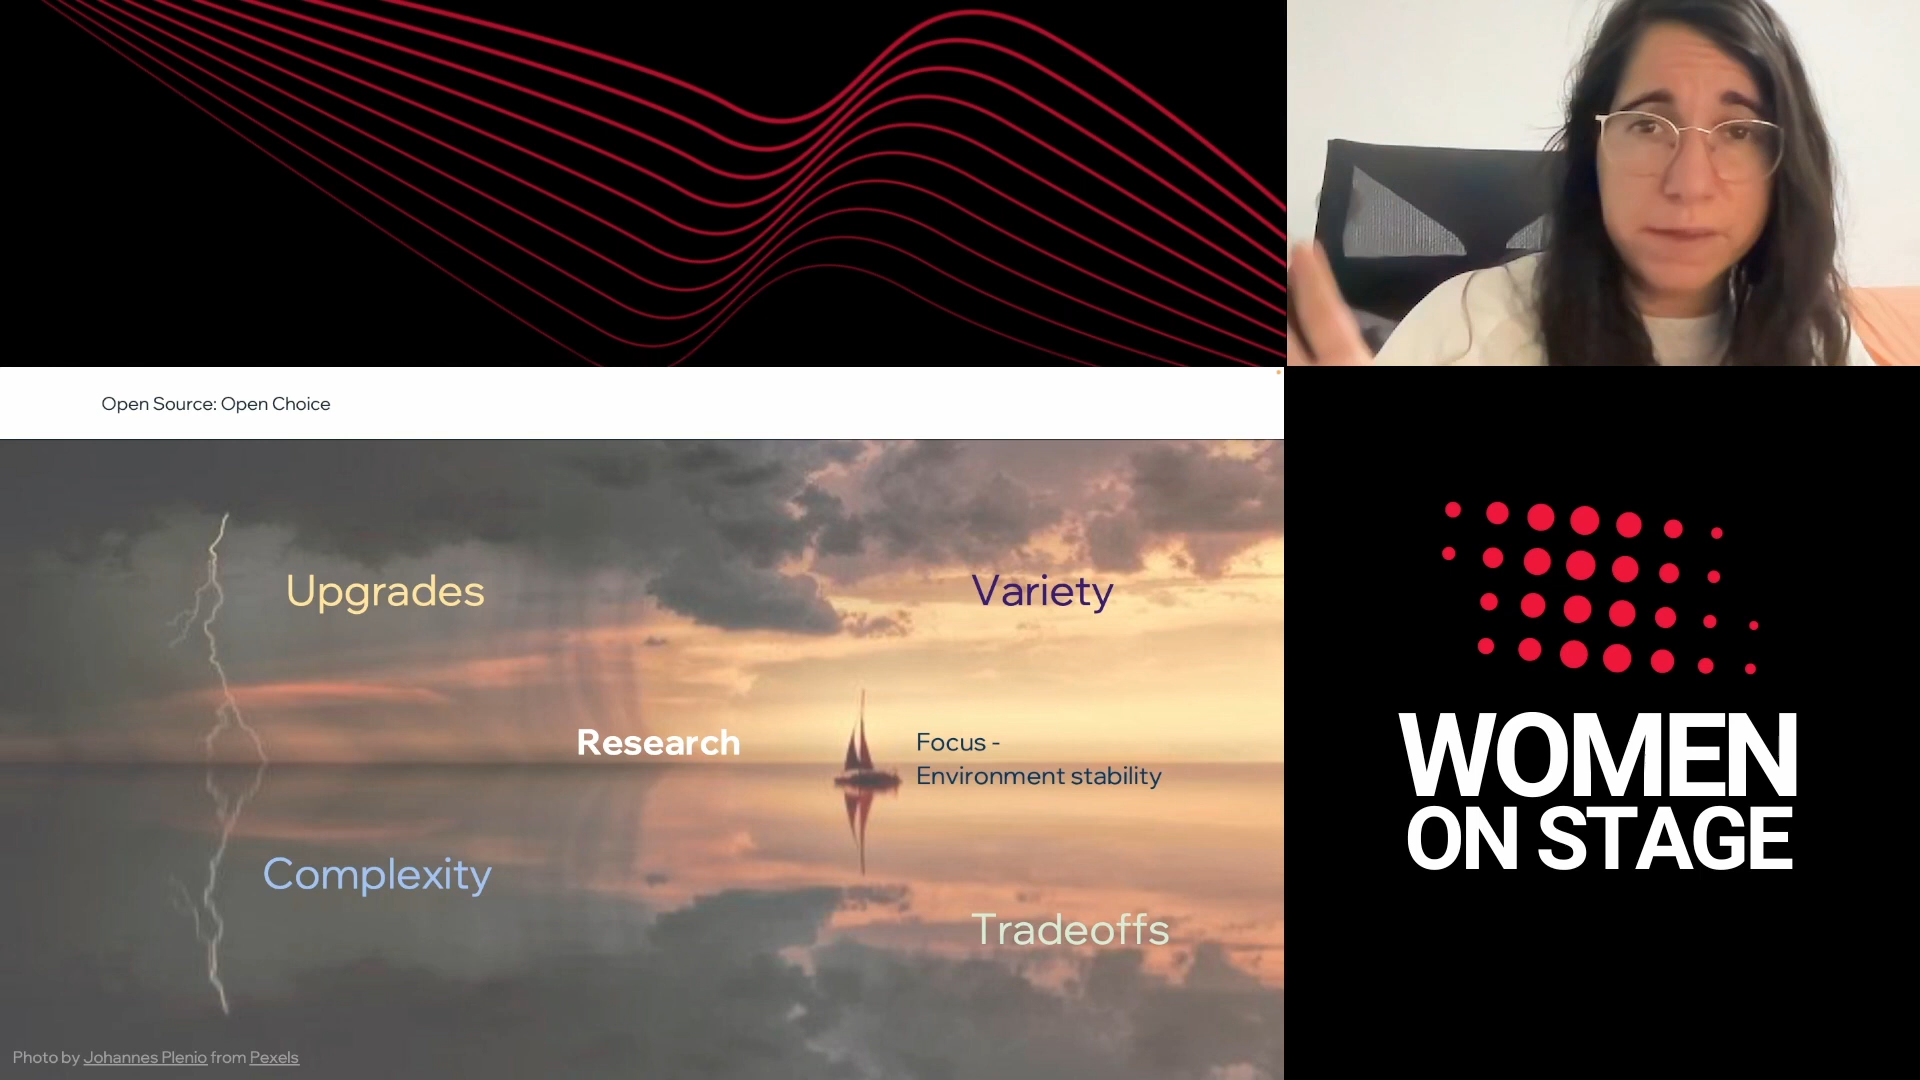 Open Source: Open Choice
Upgrades
Variety
Research
Focus -
Environment stability
Complexity
Tradeoffs
Photo by Johannes Plenio from Pexels
WOMEN
ON STAGE